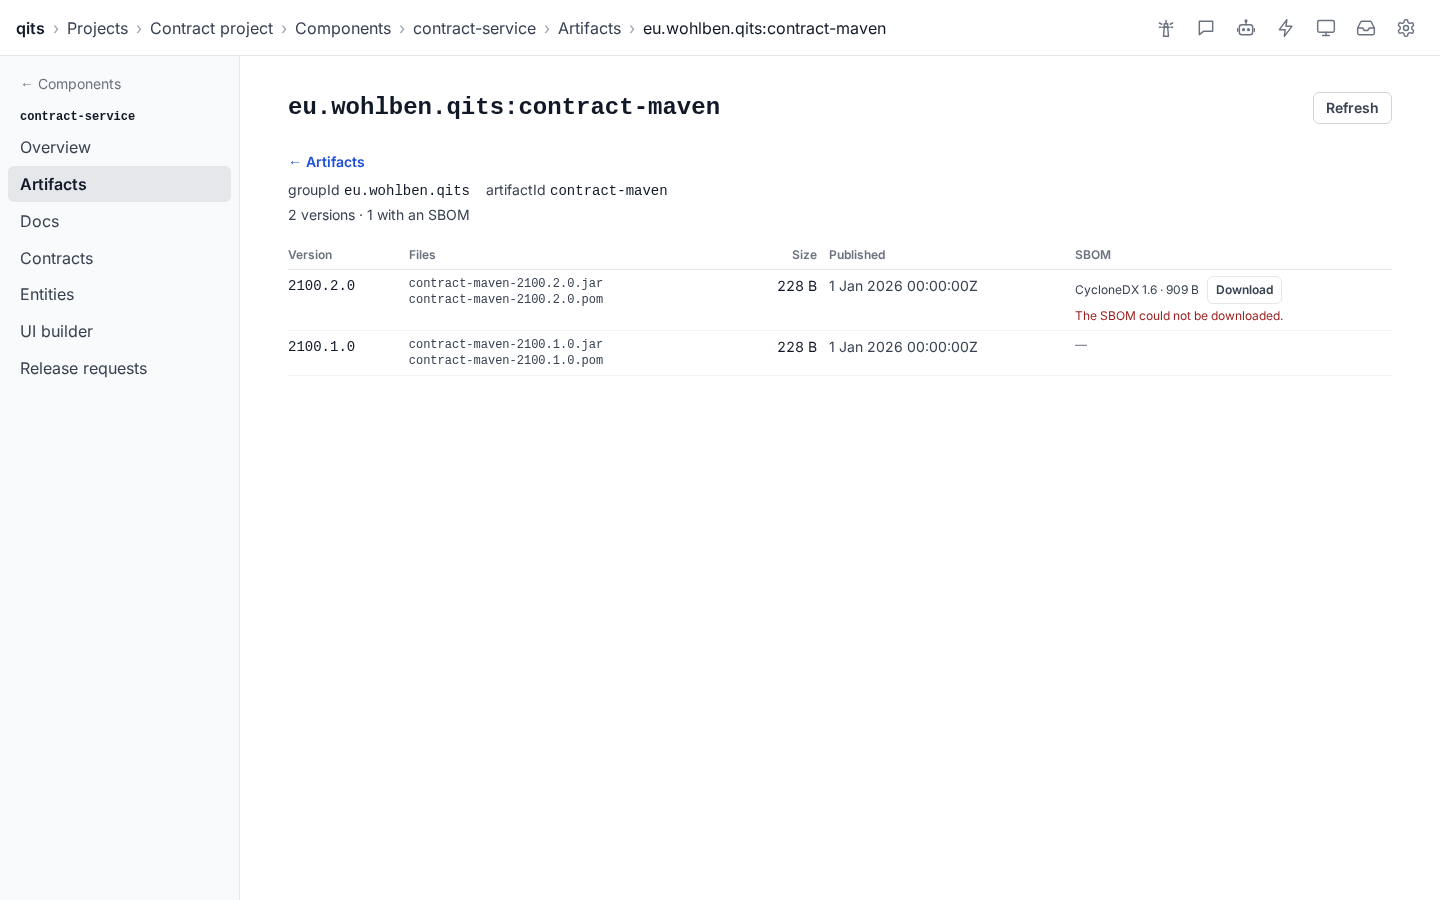 qits › Projects › Contract project › Components › contract-service › Artifacts › eu.wohlben.qits:contract-maven
← Components
contract-service
Overview
Artifacts
Docs
Contracts
Entities
UI builder
Release requests
eu.wohlben.qits:contract-maven
Refresh
← Artifacts
groupId eu.wohlben.qits artifactId contract-maven
2 versions · 1 with an SBOM
Version Files Size Published SBOM
2100.2.0 contract-maven-2100.2.0.jar 228 B 1 Jan 2026 00:00:00Z CycloneDX 1.6 · 909 B Download
contract-maven-2100.2.0.pom
The SBOM could not be downloaded.
2100.1.0 contract-maven-2100.1.0.jar 228 B 1 Jan 2026 00:00:00Z —
contract-maven-2100.1.0.pom